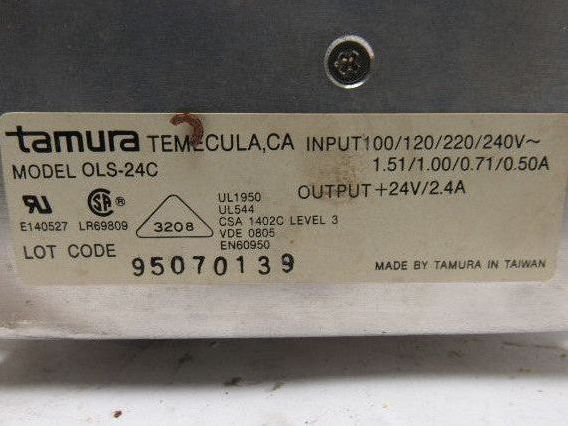 tamura TEMECULA,CA INPUT 100/120/220/240V~
MODEL OLS-24C 1.51/1.00/0.71/0.50A
OUTPUT +24V/2.4A
UL1950
UL544
E140527 LR69809 3208 CSA 1402C LEVEL 3
VDE 0805
LOT CODE EN60950
95070139 MADE BY TAMURA IN TAIWAN